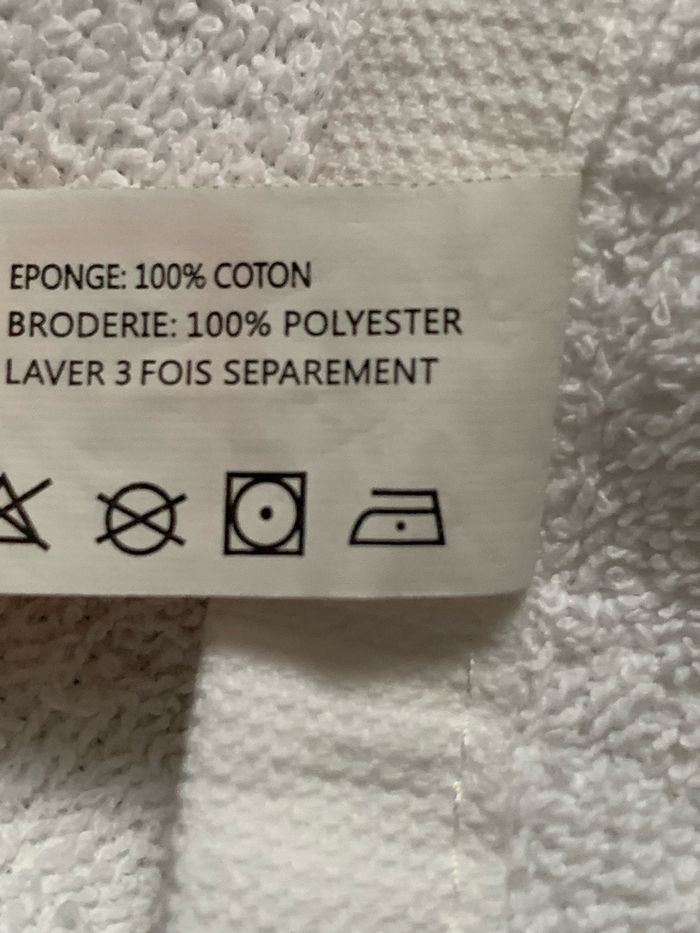 EPONGE: 100% COTON
BRODERIE: 100% POLYESTER
LAVER 3 FOIS SEPAREMENT